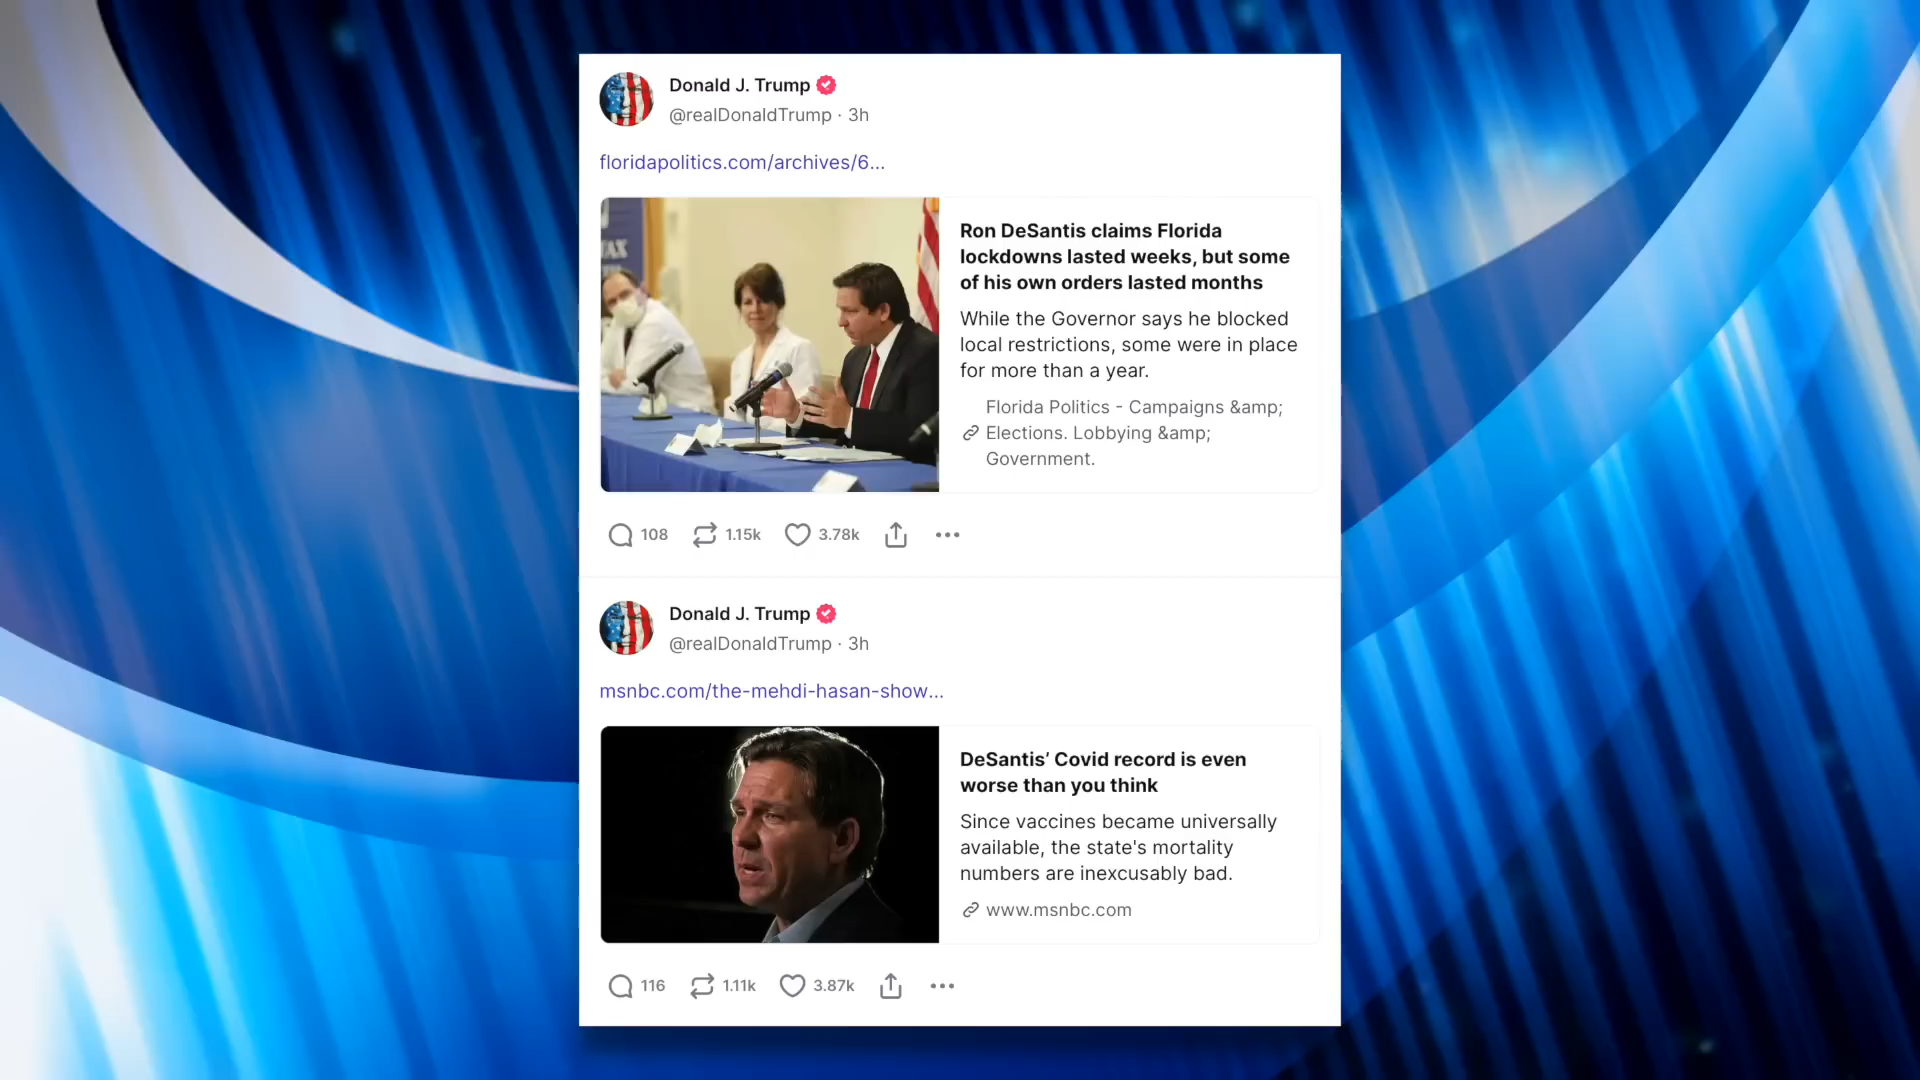 Donald J. Trump
@realDonaldTrump · 3h
floridapolitics.com/archives/6...
Ron DeSantis claims Florida
lockdowns lasted weeks, but some
of his own orders lasted months
While the Governor says he blocked
local restrictions, some were in place
for more than a year.
Florida Politics - Campaigns &amp;
Elections. Lobbying &amp;
Government.
108 1.15k 3.78k
Donald J. Trump
@realDonaldTrump · 3h
msnbc.com/the-mehdi-hasan-show...
DeSantis’ Covid record is even
worse than you think
Since vaccines became universally
available, the state's mortality
numbers are inexcusably bad.
www.msnbc.com
116 1.11k 3.87k